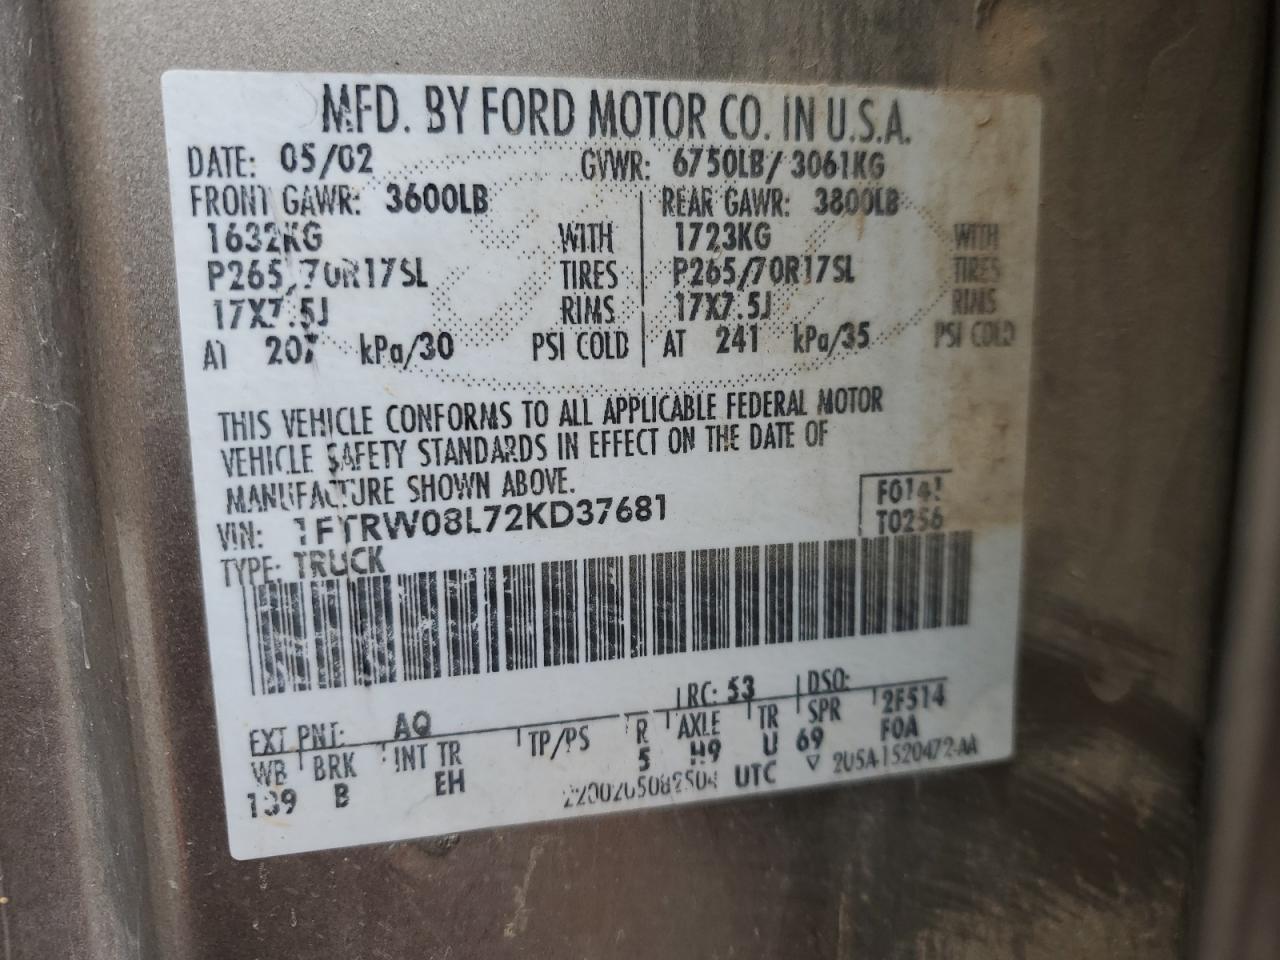 MFD. BY FORD MOTOR CO. IN U.S.A.
DATE: 05/02 GVWR: 6750LB/ 3061KG
FRONT GAWR: 3600LB REAR GAWR: 3800LB
1632KG WITH 1723KG WITH
P265/70R17SL TIRES P265/70R17SL TIRES
17X7.5J RIMS 17X7.5J RIMS
AT 207 kPa/30 PSI COLD AT 241 kPa/35 PSI COLD
THIS VEHICLE CONFORMS TO ALL APPLICABLE FEDERAL MOTOR
VEHICLE SAFETY STANDARDS IN EFFECT ON THE DATE OF
MANUFACTURE SHOWN ABOVE.
VIN: 1FTRW08L72KD37681
TYPE: TRUCK
T0256
EXT PNT: AQ RC: 53 DSO:
WB BRK INT TR TP/PS R AXLE TR SPR 2F514
139 B EH 5 H9 U 69 F0A
UTC ▽ 2U5A-1520472-AA